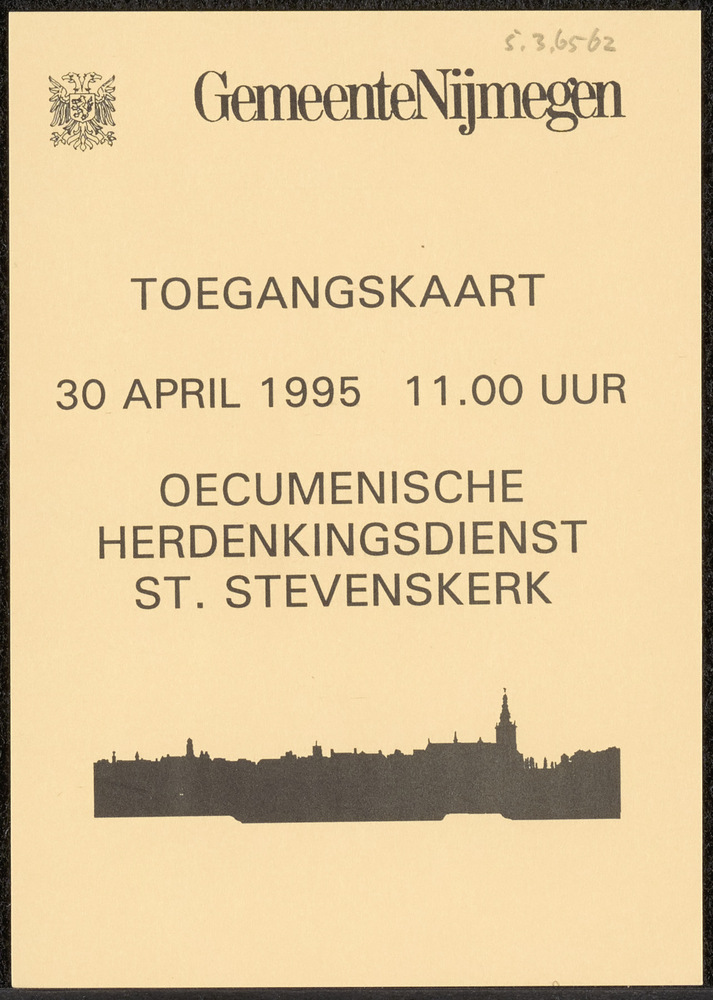 5.3.6562
GemeenteNijmegen
TOEGANGSKAART
30 APRIL 1995 11.00 UUR
OECUMENISCHE
HERDENKINGSDIENST
ST. STEVENSKERK